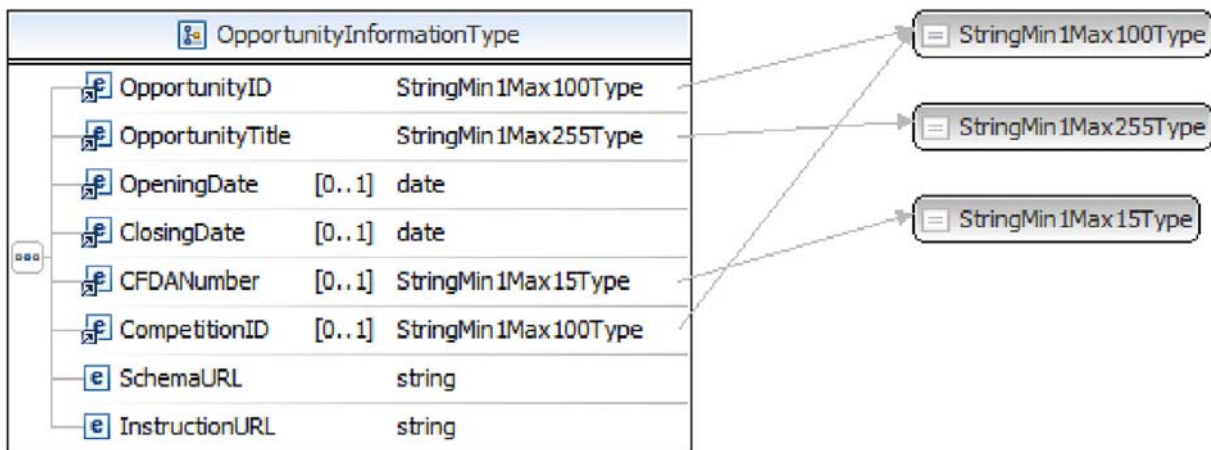 OpportunityInformationType
OpportunityID StringMin1Max100Type
OpportunityTitle StringMin1Max255Type
OpeningDate [0..1] date
ClosingDate [0..1] date
CFDANumber [0..1] StringMin1Max15Type
CompetitionID [0..1] StringMin1Max100Type
SchemaURL string
InstructionURL string
StringMin1Max100Type
StringMin1Max255Type
StringMin1Max15Type